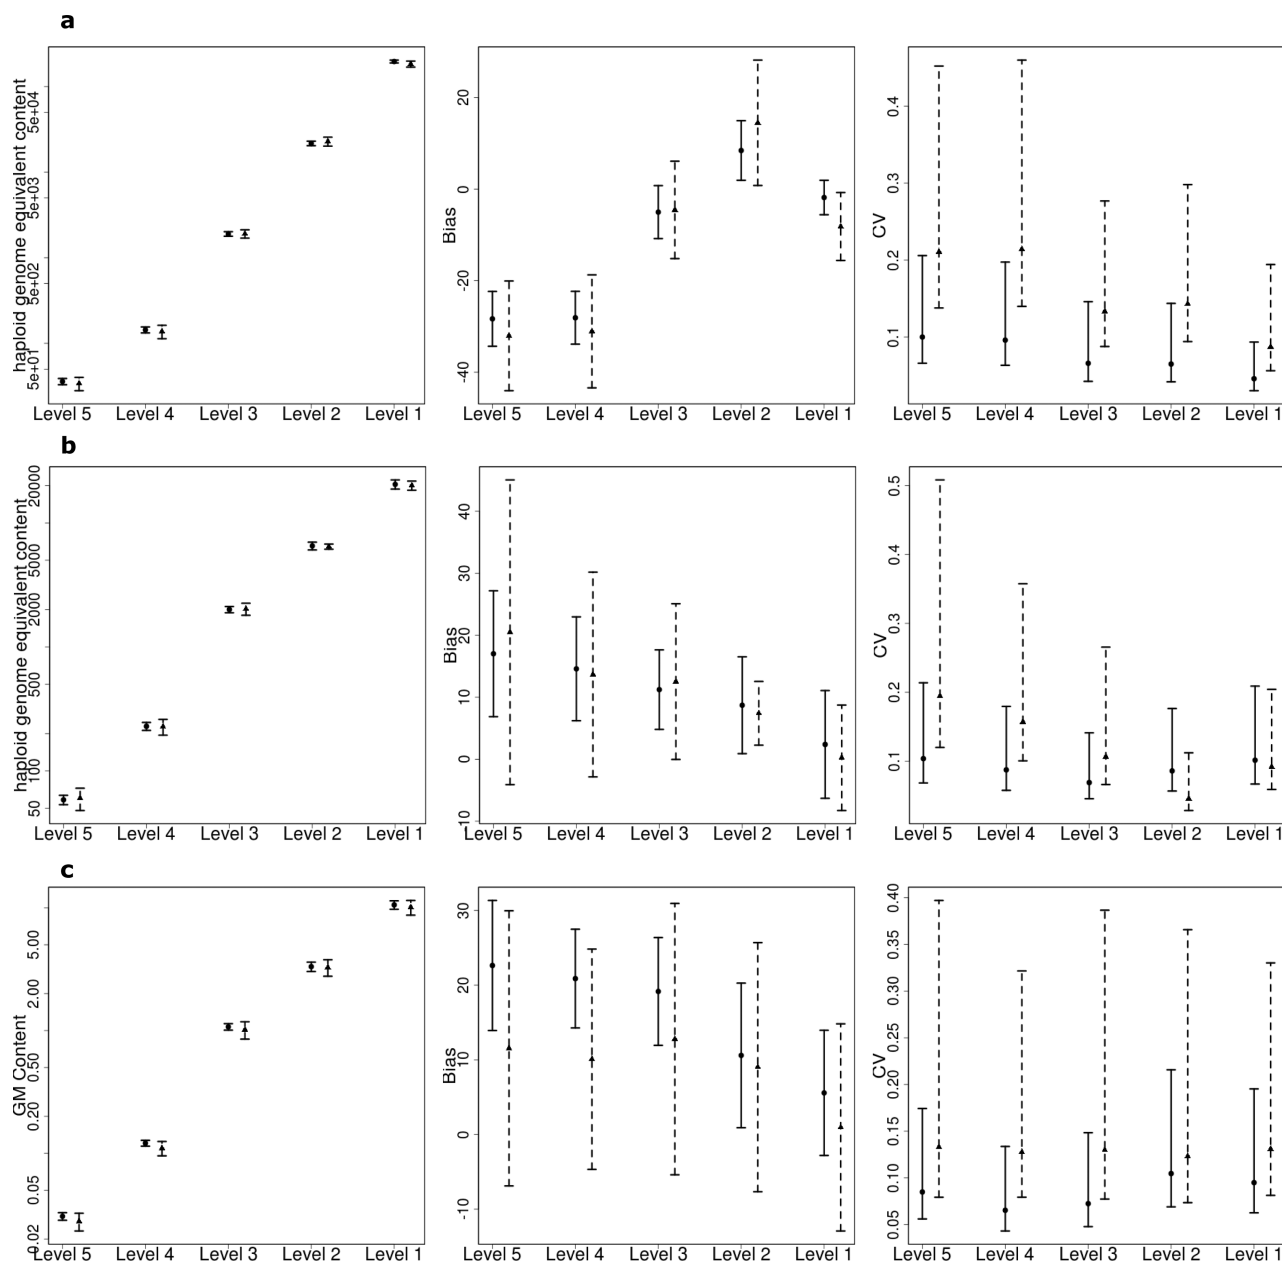 a
haploid genome equivalent content
5e+01
5e+02
5e+03
5e+04
Level 5
Level 4
Level 3
Level 2
Level 1
Bias
-40
-20
0
20
Level 5
Level 4
Level 3
Level 2
Level 1
CV
0.1
0.2
0.3
0.4
Level 5
Level 4
Level 3
Level 2
Level 1
b
haploid genome equivalent content
50
100
500
2000
5000
20000
Level 5
Level 4
Level 3
Level 2
Level 1
Bias
-10
0
10
20
30
40
Level 5
Level 4
Level 3
Level 2
Level 1
CV
0.1
0.2
0.3
0.4
0.5
Level 5
Level 4
Level 3
Level 2
Level 1
c
GM Content
0.02
0.05
0.20
0.50
2.00
5.00
Level 5
Level 4
Level 3
Level 2
Level 1
Bias
-10
0
10
20
30
Level 5
Level 4
Level 3
Level 2
Level 1
CV
0.05
0.10
0.15
0.20
0.25
0.30
0.35
0.40
Level 5
Level 4
Level 3
Level 2
Level 1